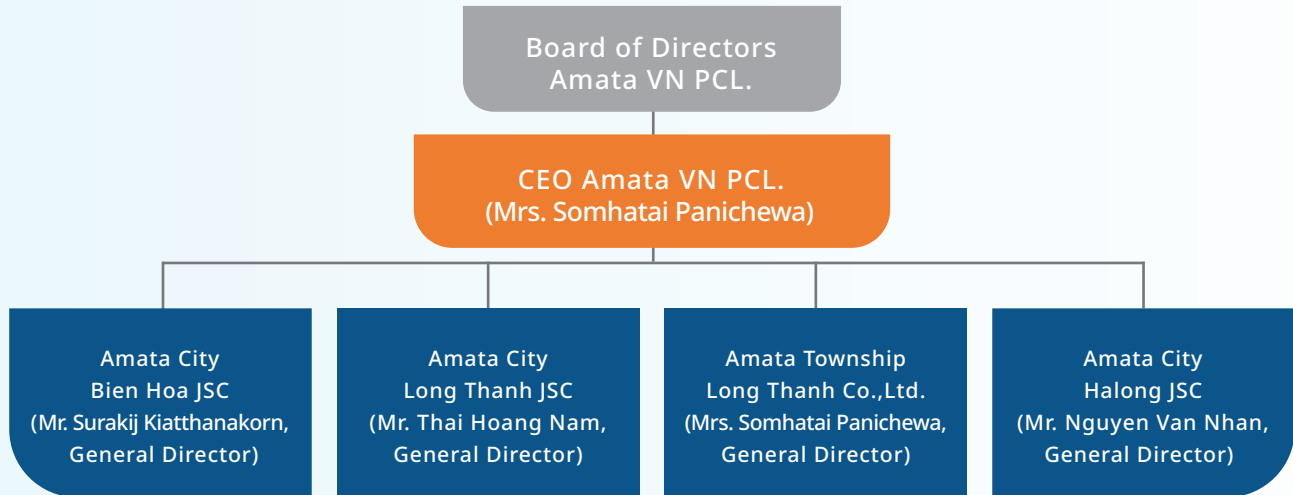 Board of Directors
Amata VN PCL.
CEO Amata VN PCL.
(Mrs. Somhatai Panichewa)
Amata City
Bien Hoa JSC
(Mr. Surakij Kiatthanakorn,
General Director)
Amata City
Long Thanh JSC
(Mr. Thai Hoang Nam,
General Director)
Amata Township
Long Thanh Co.,Ltd.
(Mrs. Somhatai Panichewa,
General Director)
Amata City
Halong JSC
(Mr. Nguyen Van Nhan,
General Director)